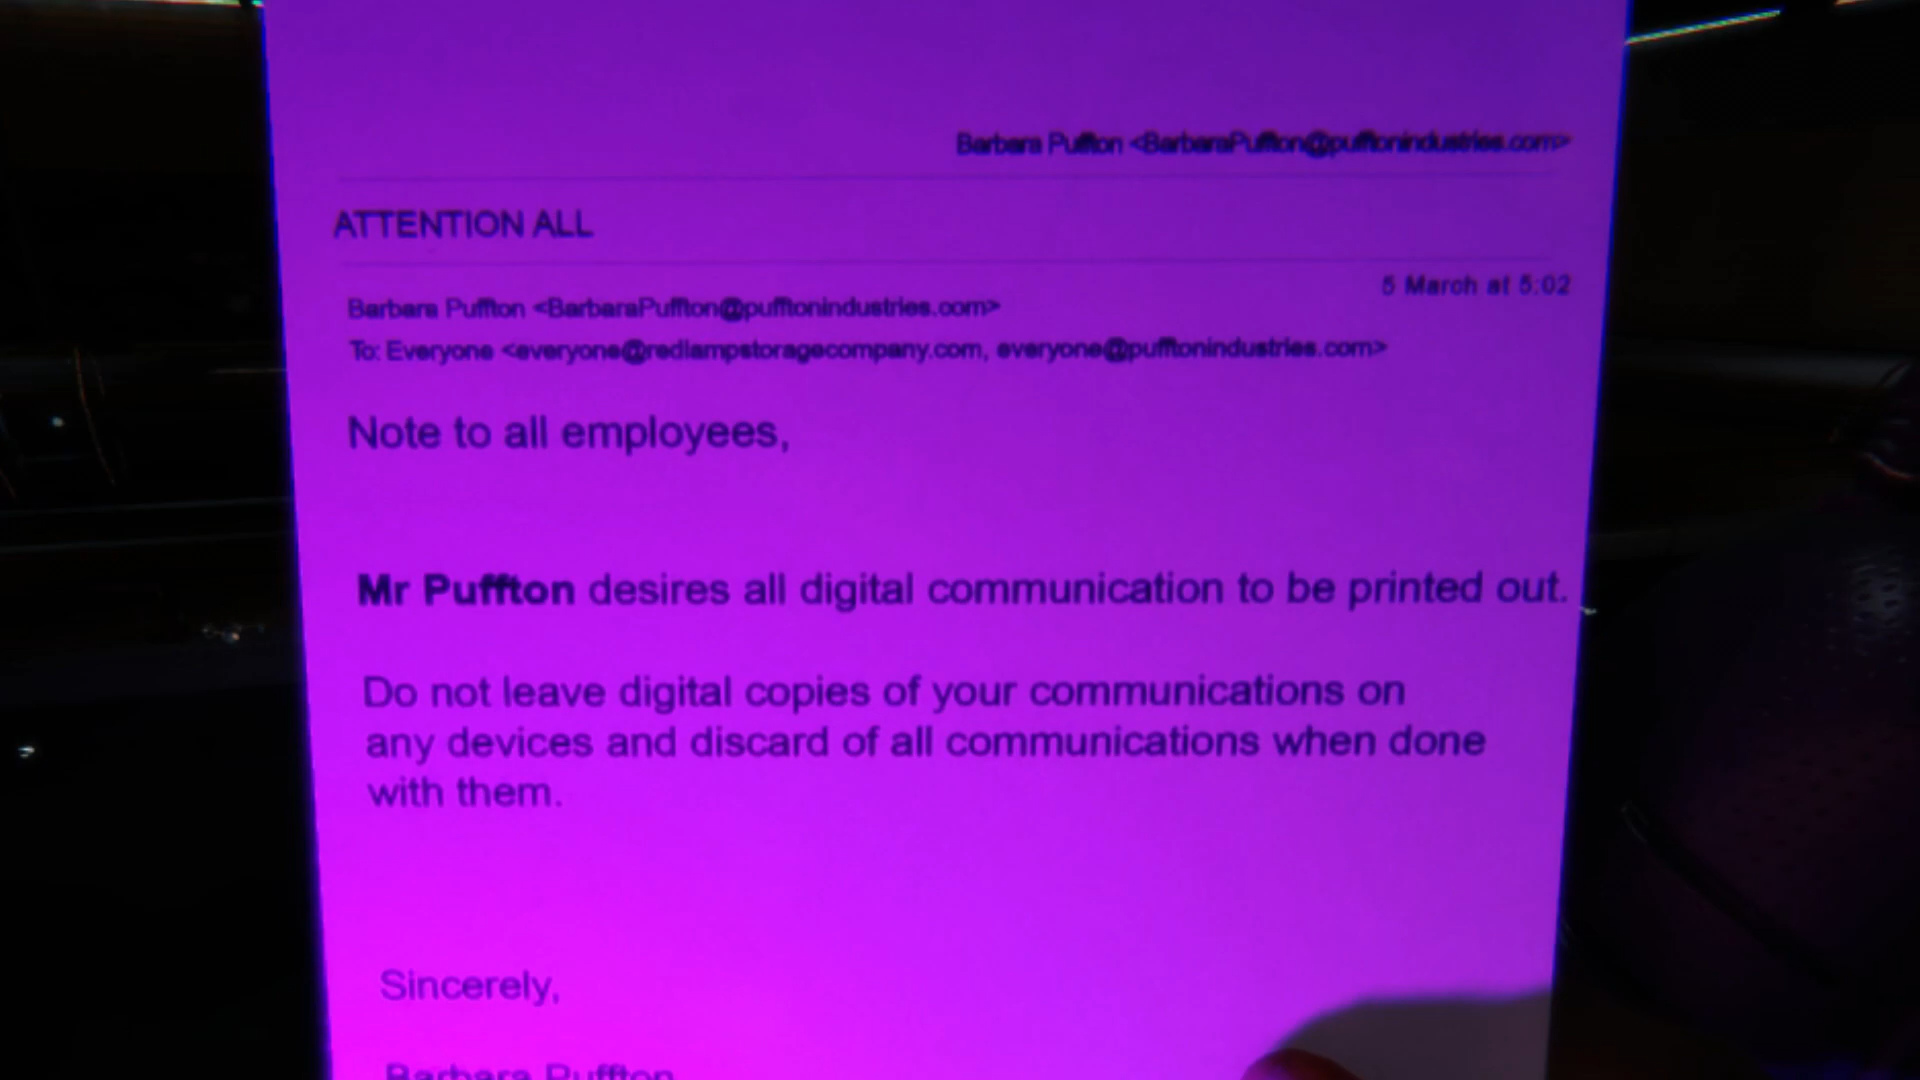 Barbara Puffton <BarbaraPuffton@pufftonindustries.com>
ATTENTION ALL
5 March at 5:02
Barbara Puffton <BarbaraPuffton@pufftonindustries.com>
To: Everyone <everyone@redlampstoragecompany.com, everyone@pufftonindustries.com>
Note to all employees,
Mr Puffton desires all digital communication to be printed out.
Do not leave digital copies of your communications on
any devices and discard of all communications when done
with them.
Sincerely,
Barbara Puffton